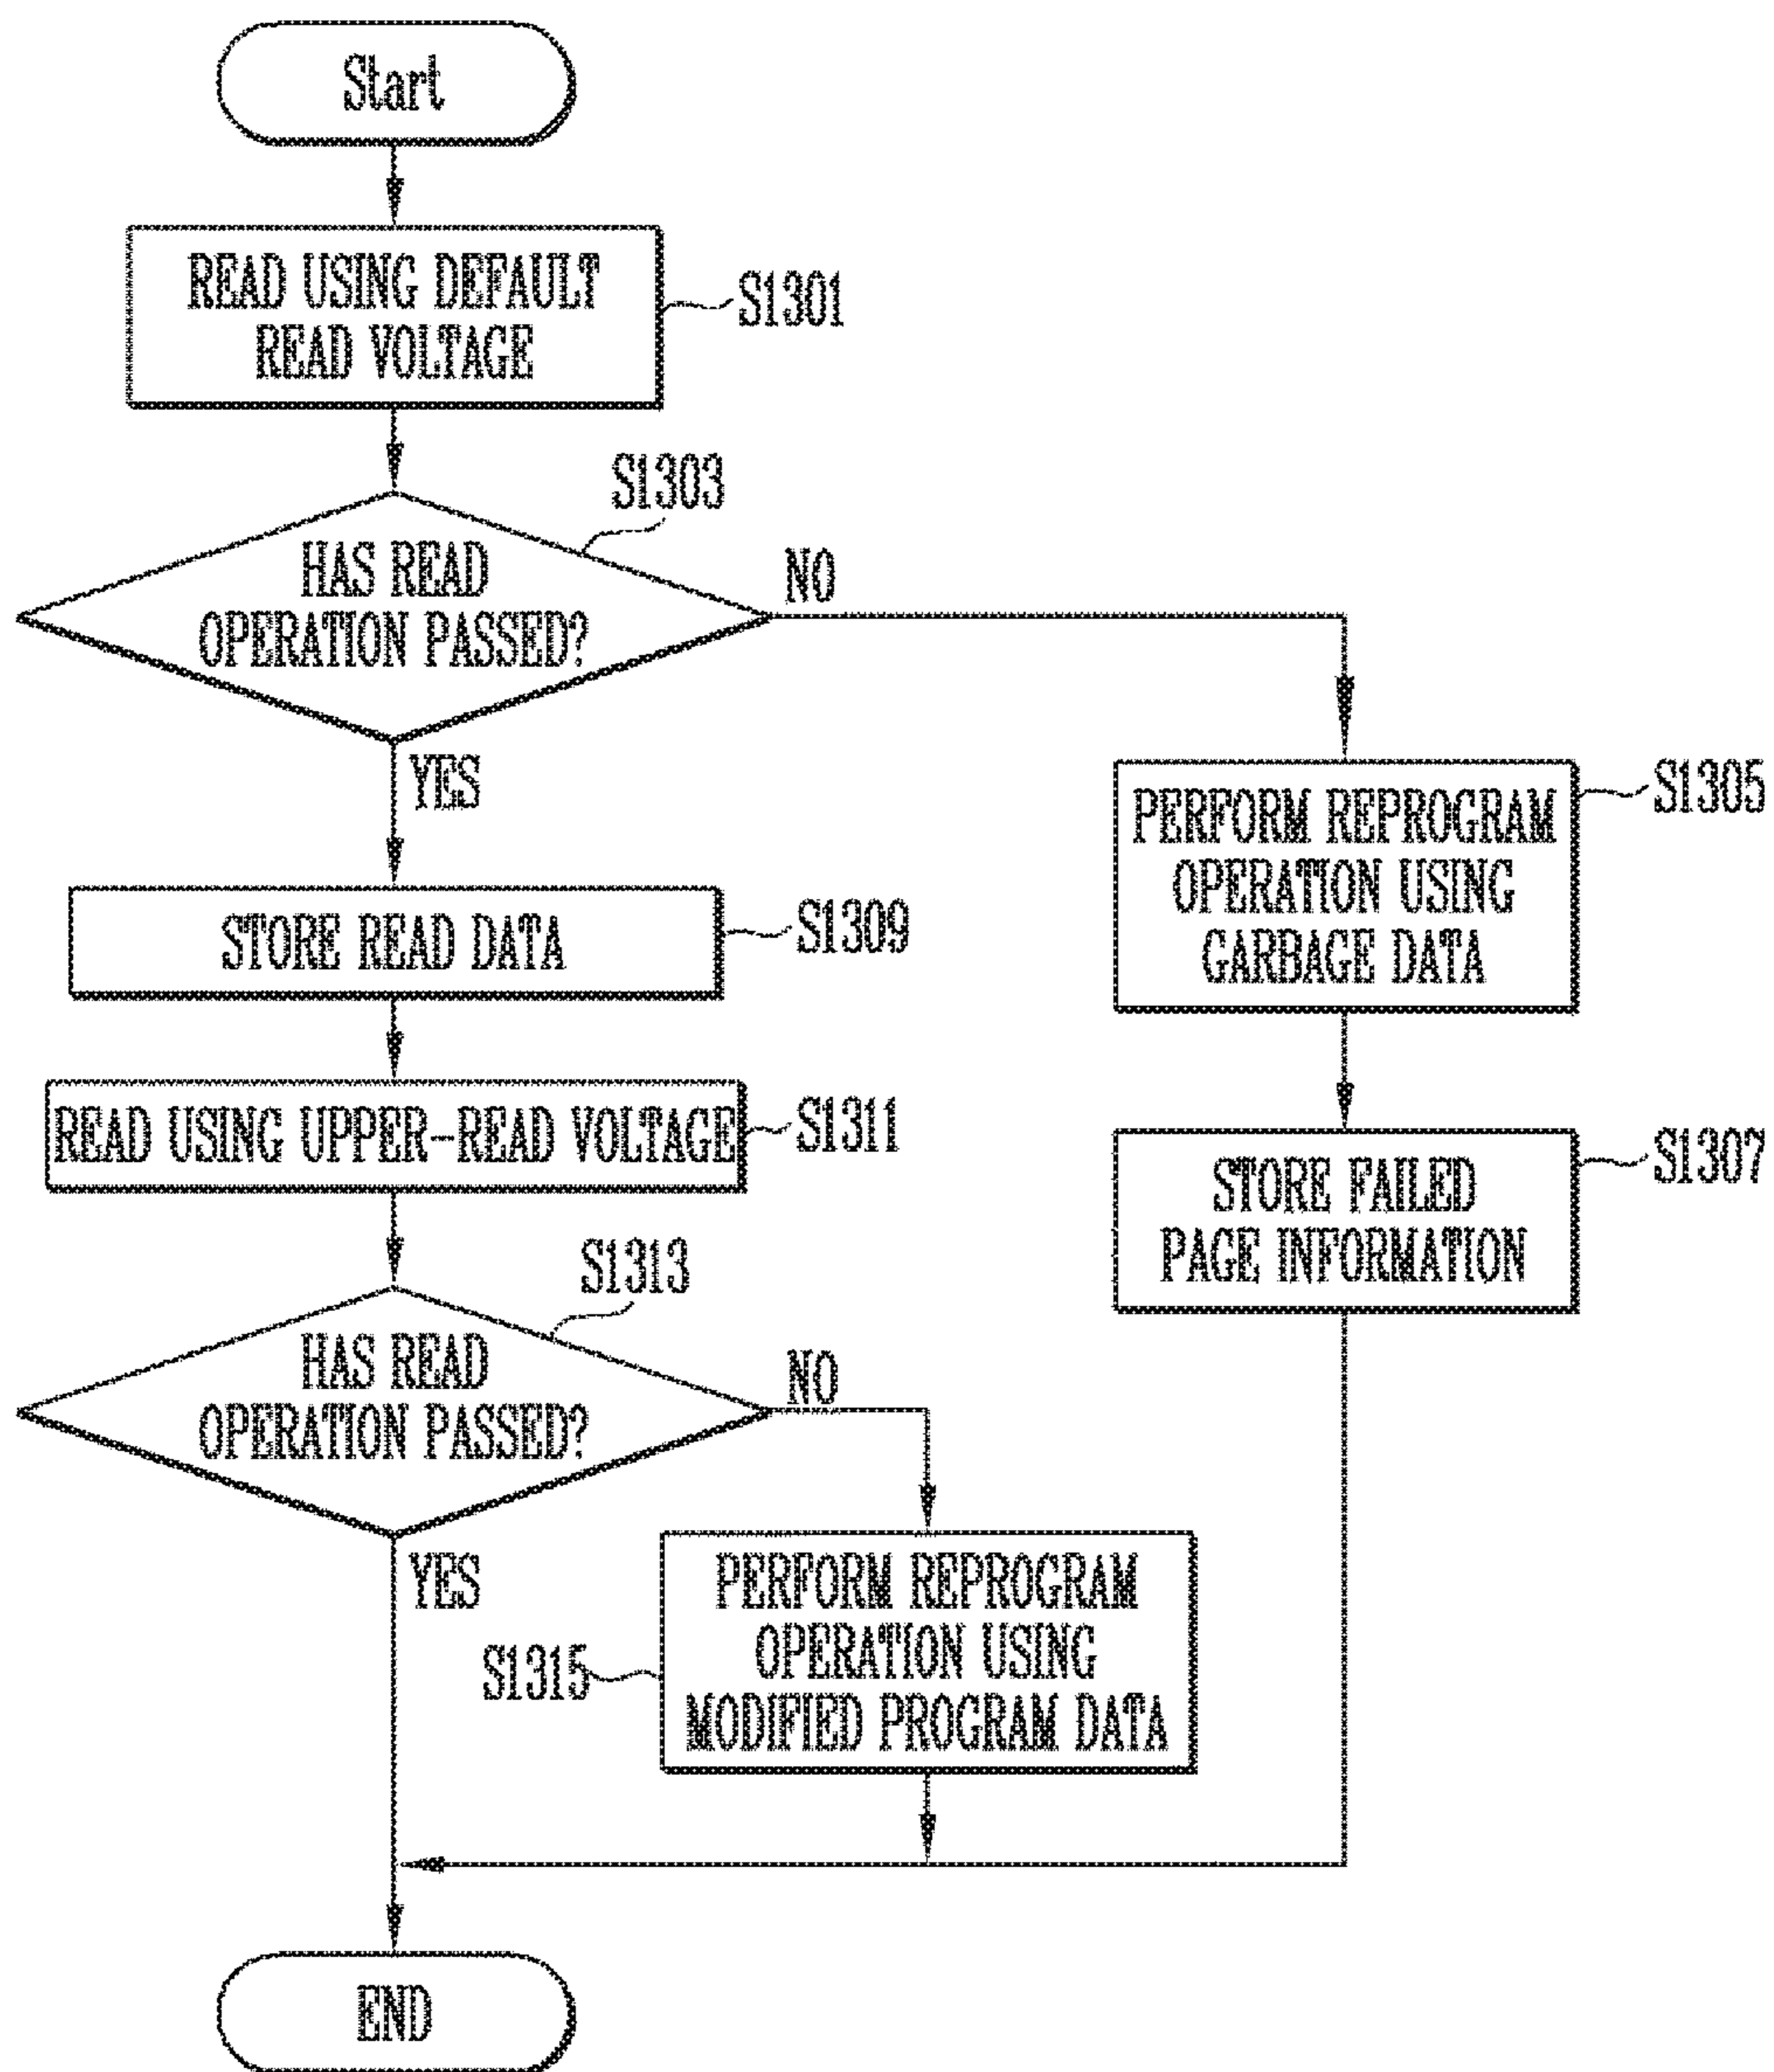 Start
READ USING DEFAULT
READ VOLTAGE
S1301
S1303
HAS READ
OPERATION PASSED?
NO
YES
S1305
PERFORM REPROGRAM
OPERATION USING
GARBAGE DATA
STORE READ DATA
S1309
READ USING UPPER-READ VOLTAGE
S1311
STORE FAILED
PAGE INFORMATION
S1307
S1313
HAS READ
OPERATION PASSED?
NO
YES
PERFORM REPROGRAM
OPERATION USING
MODIFIED PROGRAM DATA
S1315
END